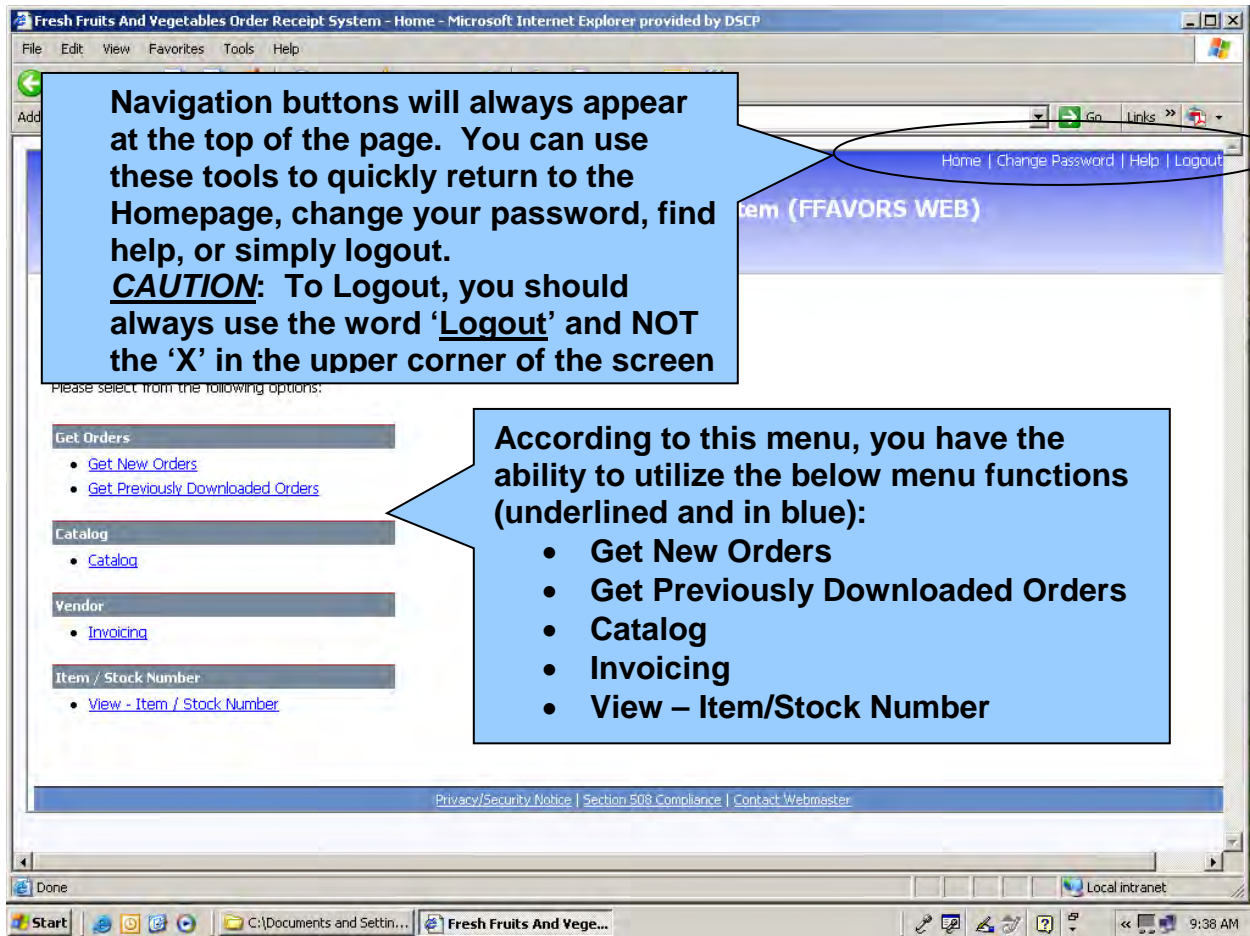 Fresh Fruits And Vegetables Order Receipt System - Home - Microsoft Internet Explorer provided by DSCP
File Edit View Favorites Tools Help
Add
Go Links »
Navigation buttons will always appear
at the top of the page. You can use
these tools to quickly return to the
Homepage, change your password, find
help, or simply logout.
CAUTION: To Logout, you should
always use the word ‘Logout’ and NOT
the ‘X’ in the upper corner of the screen
Home | Change Password | Help | Logout
tem (FFAVORS WEB)
Please select from the following options:
Get Orders
• Get New Orders
• Get Previously Downloaded Orders
Catalog
• Catalog
Vendor
• Invoicing
Item / Stock Number
• View - Item / Stock Number
According to this menu, you have the
ability to utilize the below menu functions
(underlined and in blue):
• Get New Orders
• Get Previously Downloaded Orders
• Catalog
• Invoicing
• View – Item/Stock Number
Privacy/Security Notice | Section 508 Compliance | Contact Webmaster
Done
Local intranet
Start
C:\Documents and Settin...
Fresh Fruits And Vege...
« 9:38 AM